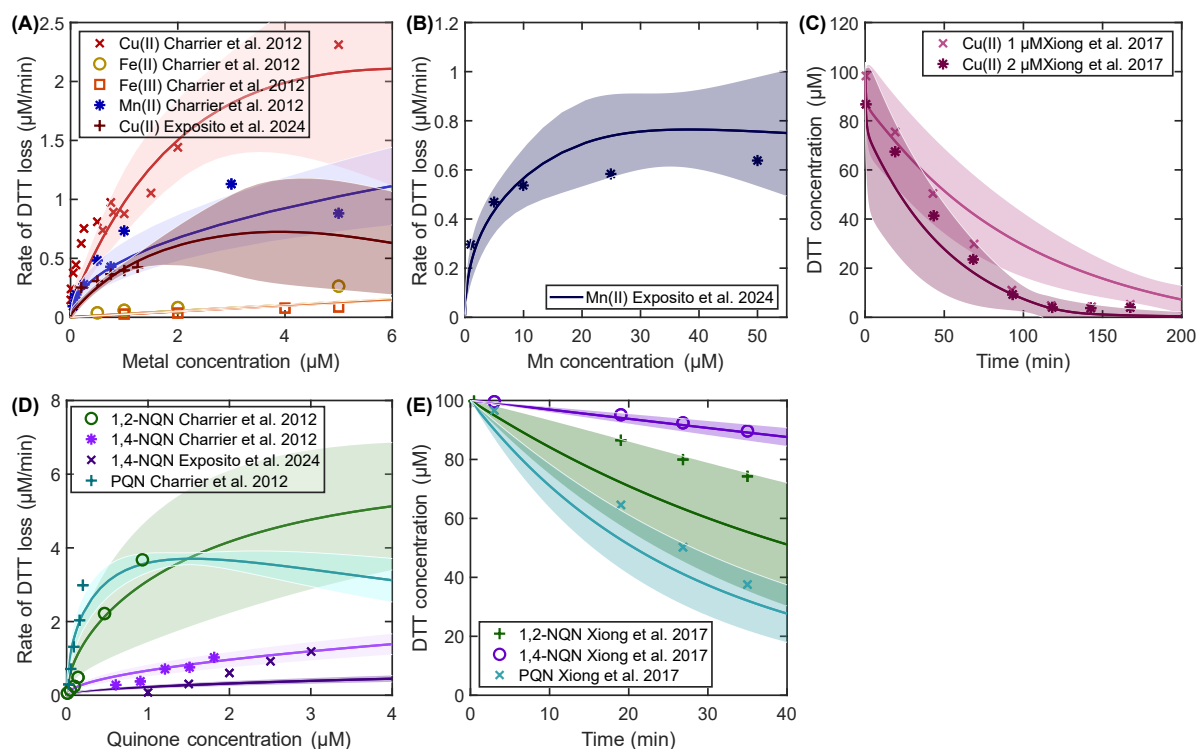 (A)
2.5
2
1.5
1
0.5
0
Rate of DTT loss (μM/min)
Cu(II) Charrier et al. 2012
Fe(II) Charrier et al. 2012
Fe(III) Charrier et al. 2012
Mn(II) Charrier et al. 2012
Cu(II) Exposito et al. 2024
0 1 2 3 4 5 6
Metal concentration (μM)
(B)
1.2
1
0.8
0.6
0.4
0.2
0
Rate of DTT loss (μM/min)
Mn(II) Exposito et al. 2024
0 10 20 30 40 50
Mn concentration (μM)
(C)
120
100
80
60
40
20
0
DTT concentration (μM)
Cu(II) 1 μMXiong et al. 2017
Cu(II) 2 μMXiong et al. 2017
0 50 100 150 200
Time (min)
(D)
8
6
4
2
0
Rate of DTT loss (μM/min)
1,2-NQN Charrier et al. 2012
1,4-NQN Charrier et al. 2012
1,4-NQN Exposito et al. 2024
PQN Charrier et al. 2012
0 1 2 3 4
Quinone concentration (μM)
(E)
100
80
60
40
20
0
DTT concentration (μM)
1,2-NQN Xiong et al. 2017
1,4-NQN Xiong et al. 2017
PQN Xiong et al. 2017
0 10 20 30 40
Time (min)